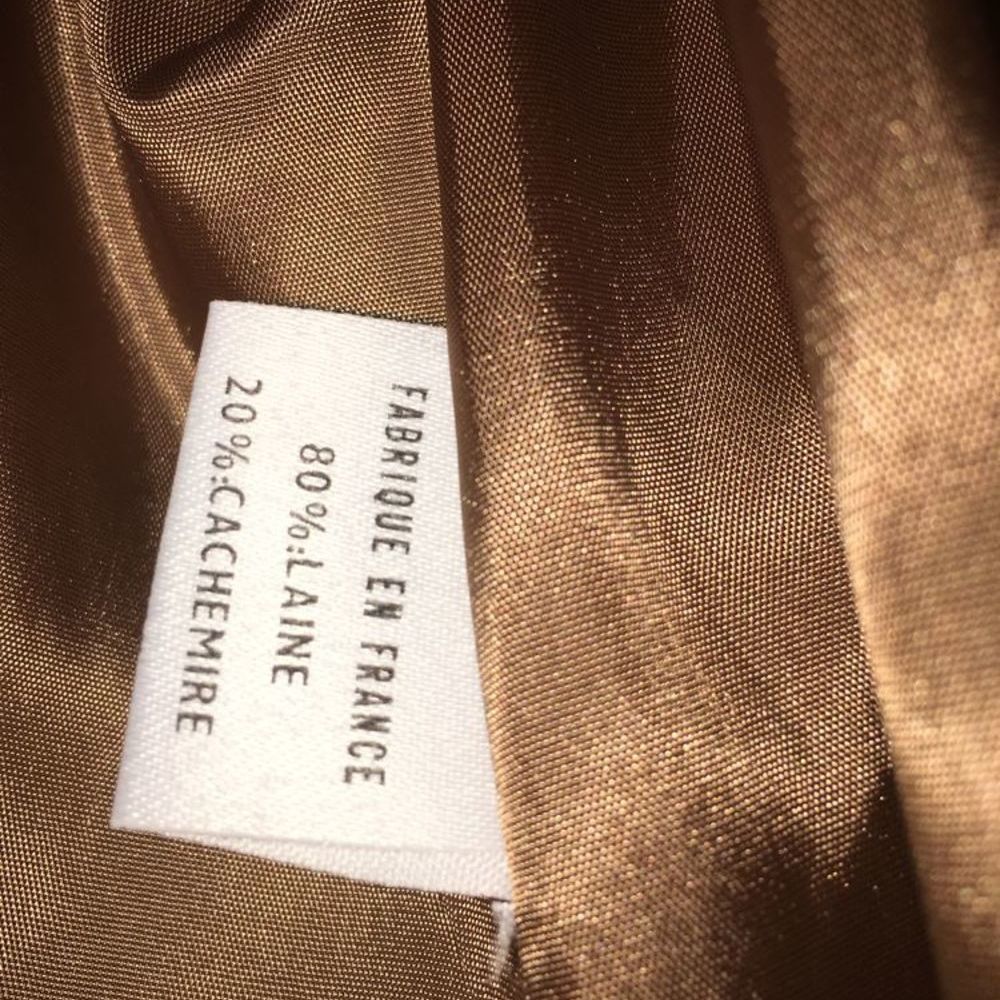 FABRIQUE EN FRANCE
80%:LAINE
20%:CACHEMIRE